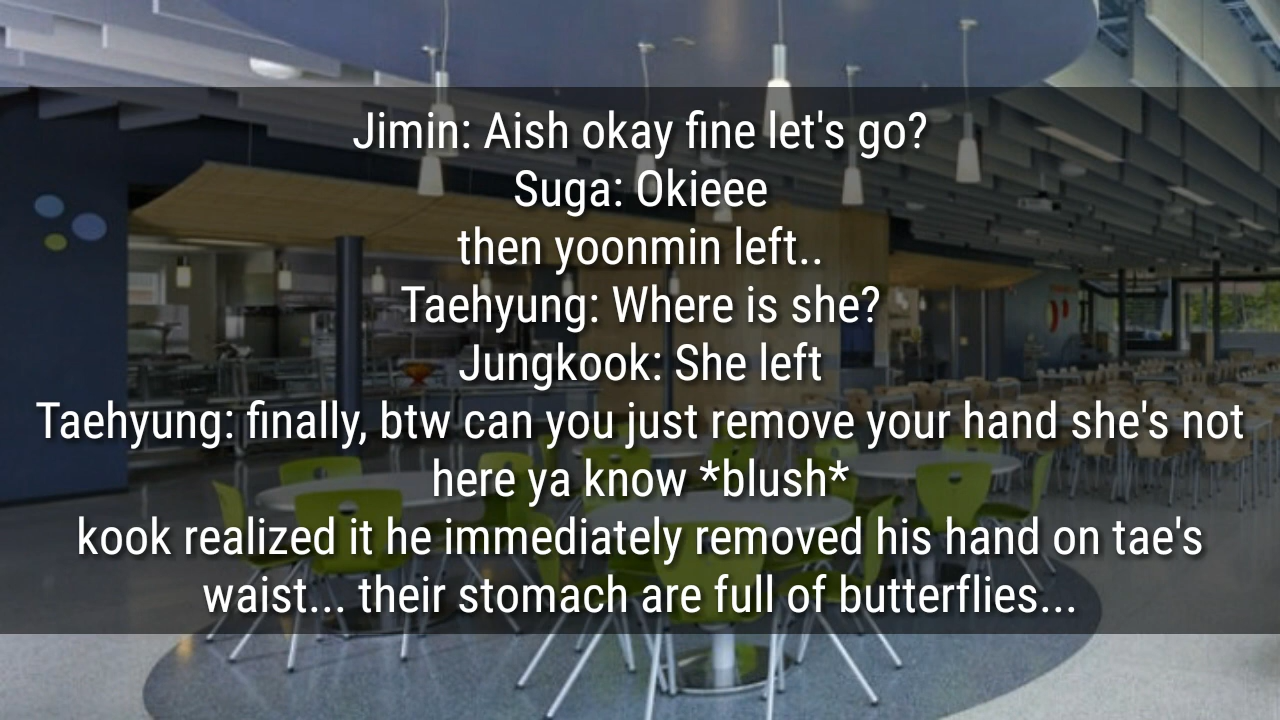 Jimin: Aish okay fine let's go?
Suga: Okieee
then yoonmin left..
Taehyung: Where is she?
Jungkook: She left
Taehyung: finally, btw can you just remove your hand she's not
here ya know *blush*
kook realized it he immediately removed his hand on tae's
waist... their stomach are full of butterflies...